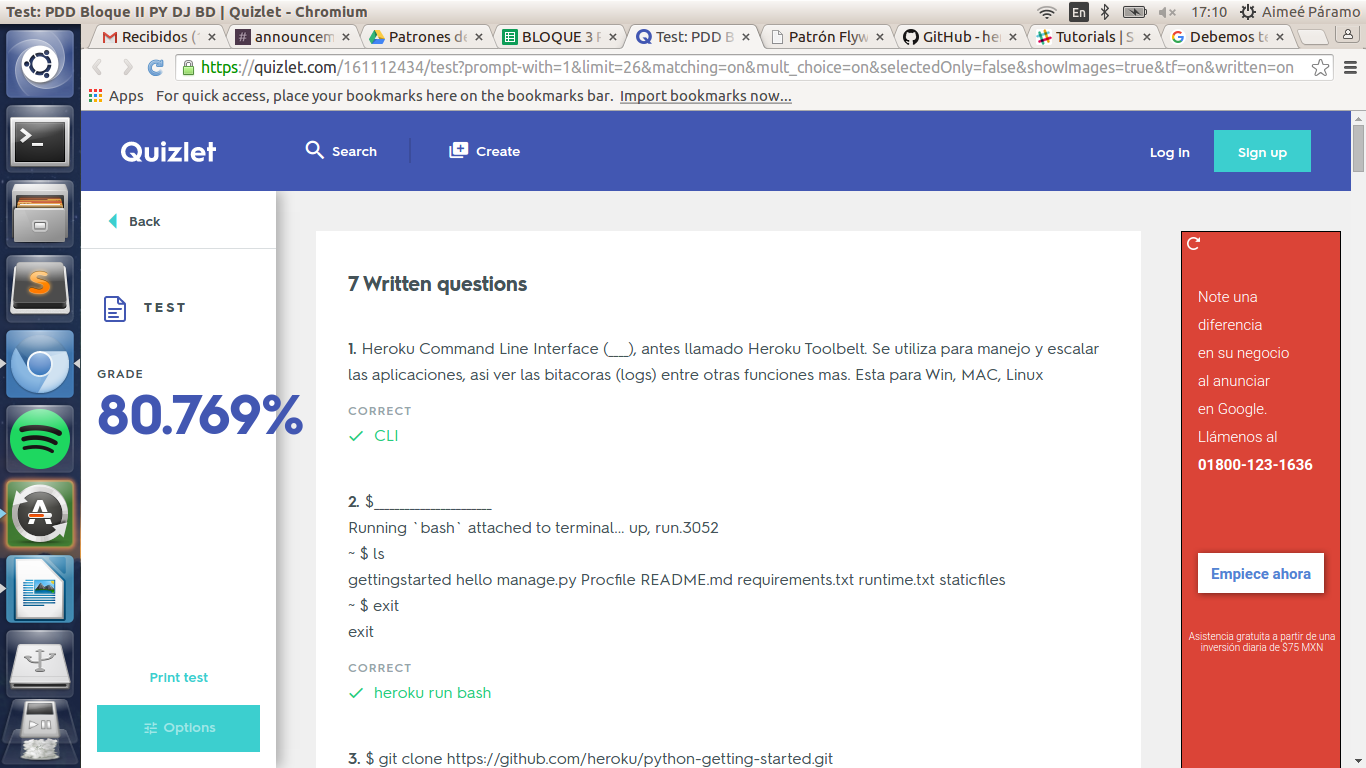 Test: PDD Bloque II PY DJ BD | Quizlet - Chromium
En
17:10
Aimeé Páramo
Recibidos (
announcem
Patrones de
BLOQUE 3 P
Test: PDD B
Patrón Flyw
GitHub - he
Tutorials | S
Debemos te
https://quizlet.com/161112434/test?prompt-with=1&limit=26&matching=on&mult_choice=on&selectedOnly=false&showImages=true&tf=on&written=on
Apps
For quick access, place your bookmarks here on the bookmarks bar. Import bookmarks now...
Quizlet
Search
Create
Log In
Sign up
Back
TEST
GRADE
80.769%
Print test
Options
7 Written questions
1. Heroku Command Line Interface (___), antes llamado Heroku Toolbelt. Se utiliza para manejo y escalar
las aplicaciones, asi ver las bitacoras (logs) entre otras funciones mas. Esta para Win, MAC, Linux
CORRECT
CLI
2. $____________________
Running `bash` attached to terminal... up, run.3052
~ $ ls
gettingstarted hello manage.py Procfile README.md requirements.txt runtime.txt staticfiles
~ $ exit
exit
CORRECT
heroku run bash
3. $ git clone https://github.com/heroku/python-getting-started.git
Note una
diferencia
en su negocio
al anunciar
en Google.
Llámenos al
01800-123-1636
Empiece ahora
Asistencia gratuita a partir de una
inversión diaria de $75 MXN